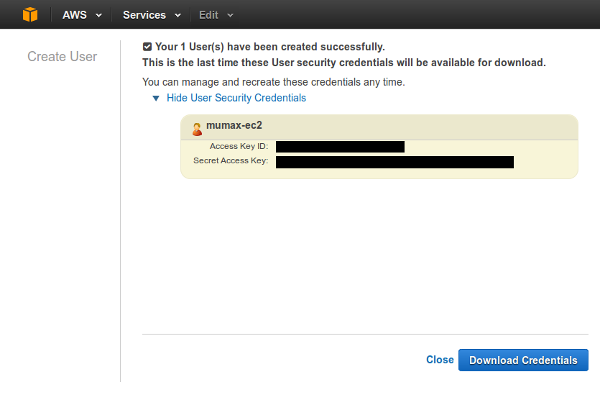 AWS Services Edit
Create User
Your 1 User(s) have been created successfully.
This is the last time these User security credentials will be available for download.
You can manage and recreate these credentials any time.
Hide User Security Credentials
mumax-ec2
Access Key ID:
Secret Access Key:
Close Download Credentials